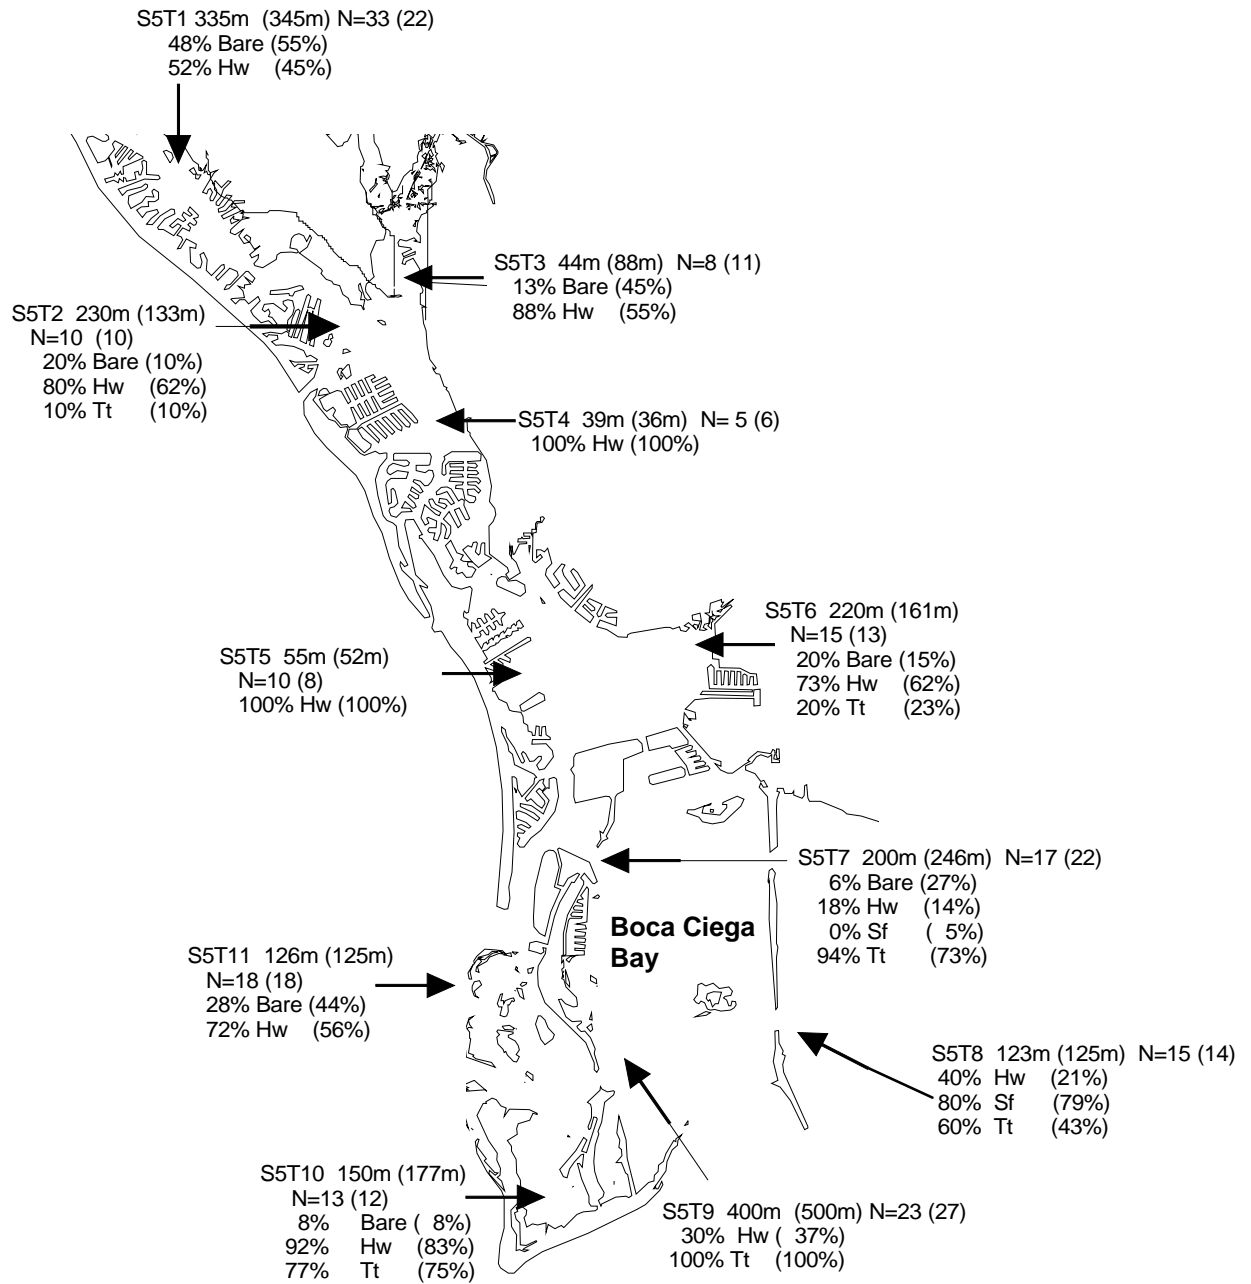 S5T1 335m (345m) N=33 (22)
48% Bare (55%)
52% Hw (45%)
S5T3 44m (88m) N=8 (11)
13% Bare (45%)
88% Hw (55%)
S5T2 230m (133m)
N=10 (10)
20% Bare (10%)
80% Hw (62%)
10% Tt (10%)
S5T4 39m (36m) N= 5 (6)
100% Hw (100%)
S5T6 220m (161m)
N=15 (13)
20% Bare (15%)
73% Hw (62%)
20% Tt (23%)
S5T5 55m (52m)
N=10 (8)
100% Hw (100%)
S5T7 200m (246m) N=17 (22)
6% Bare (27%)
18% Hw (14%)
0% Sf ( 5%)
94% Tt (73%)
Boca Ciega
Bay
S5T11 126m (125m)
N=18 (18)
28% Bare (44%)
72% Hw (56%)
S5T8 123m (125m) N=15 (14)
40% Hw (21%)
80% Sf (79%)
60% Tt (43%)
S5T10 150m (177m)
N=13 (12)
8% Bare ( 8%)
92% Hw (83%)
77% Tt (75%)
S5T9 400m (500m) N=23 (27)
30% Hw ( 37%)
100% Tt (100%)